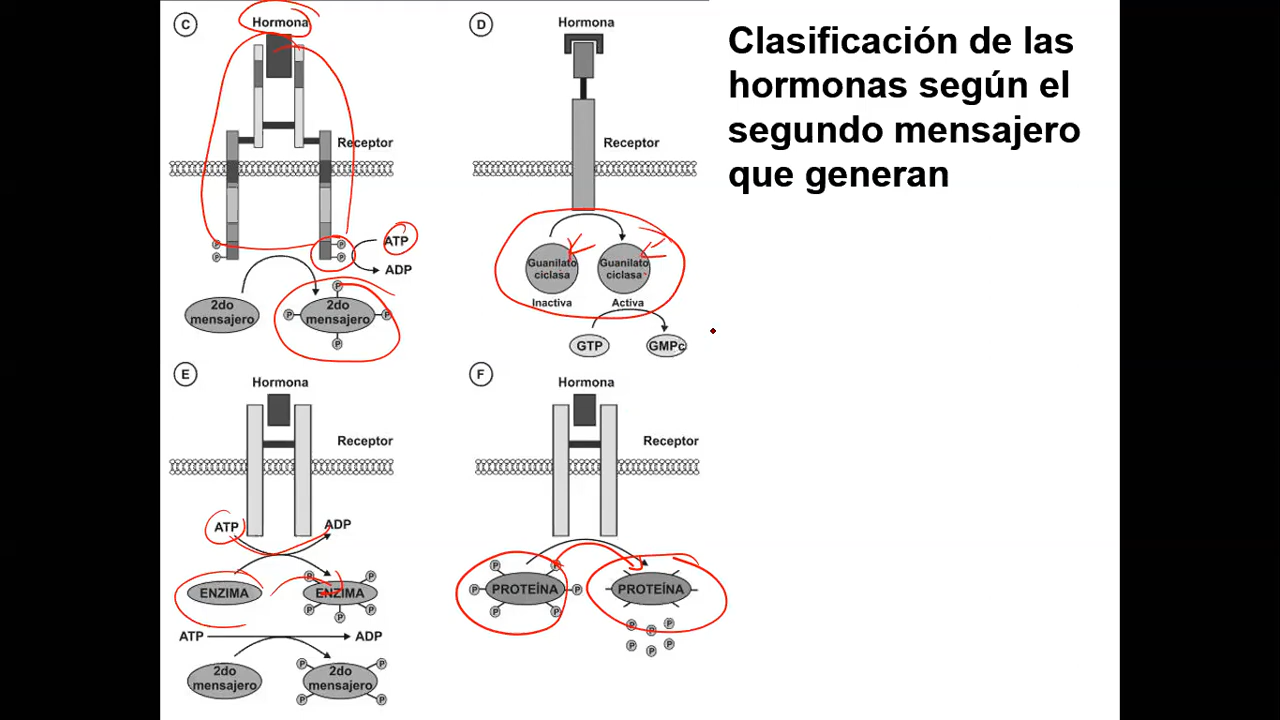 C
Hormona
Receptor
P
P
P
P
ATP
ADP
2do
mensajero
P
P
2do
mensajero
P
P
D
Hormona
Receptor
Guanilato
ciclasa
Guanilato
ciclasa
Inactiva
Activa
GTP
GMPc
Clasificación de las
hormonas según el
segundo mensajero
que generan
E
Hormona
Receptor
ATP
ADP
ENZIMA
P
P
ENZIMA
P
P
P
ATP
ADP
2do
mensajero
P
P
2do
mensajero
P
P
F
Hormona
Receptor
P
P
P
PROTEÍNA
P
P
P
PROTEÍNA
P
P
P
P
P
P